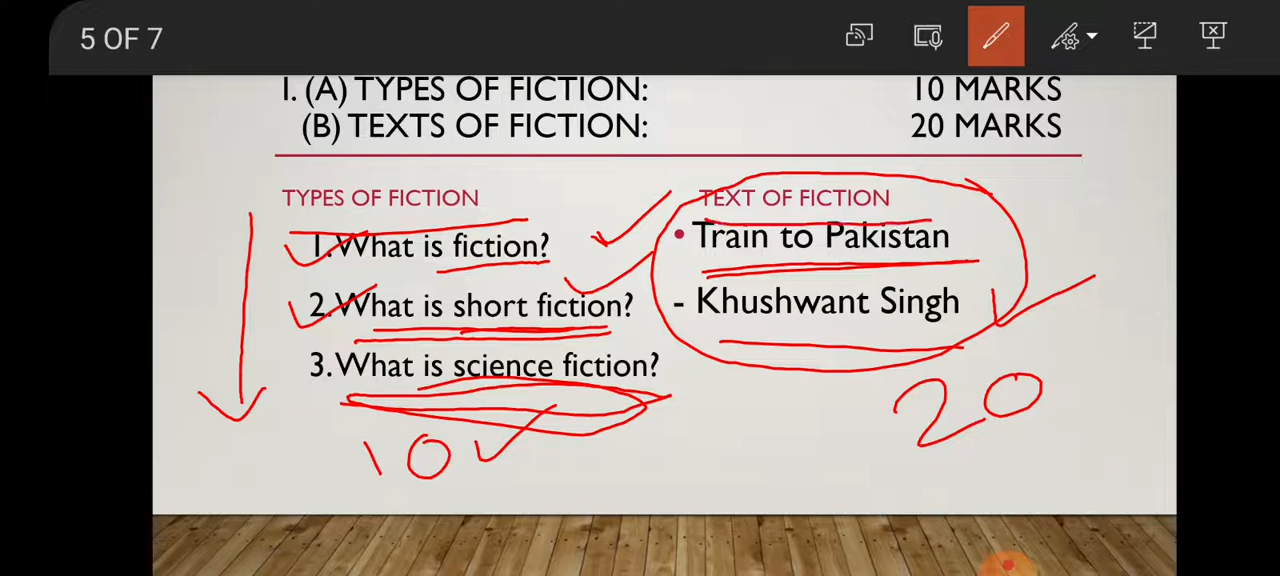 5 OF 7
I. (A) TYPES OF FICTION: 10 MARKS
(B) TEXTS OF FICTION: 20 MARKS
TYPES OF FICTION
1. What is fiction?
2. What is short fiction?
3. What is science fiction?
10
TEXT OF FICTION
• Train to Pakistan
- Khushwant Singh
20